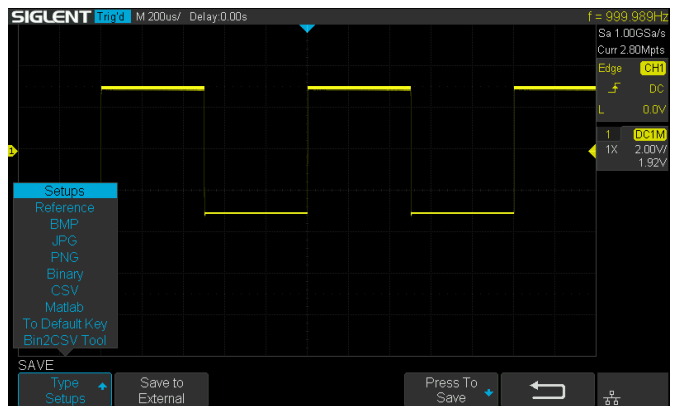 SIGLENT Trig'd M 200us/ Delay:0.00s f = 999.989Hz
Sa 1.00GSa/s
Curr 2.80Mpts
Edge CH1
DC
L 0.0V
1 DC1M
1X 2.00V/
1.92V
1
Setups
Reference
BMP
JPG
PNG
Binary
CSV
Matlab
To Default Key
Bin2CSV Tool
SAVE
Type
Setups
Save to
External
Press To
Save